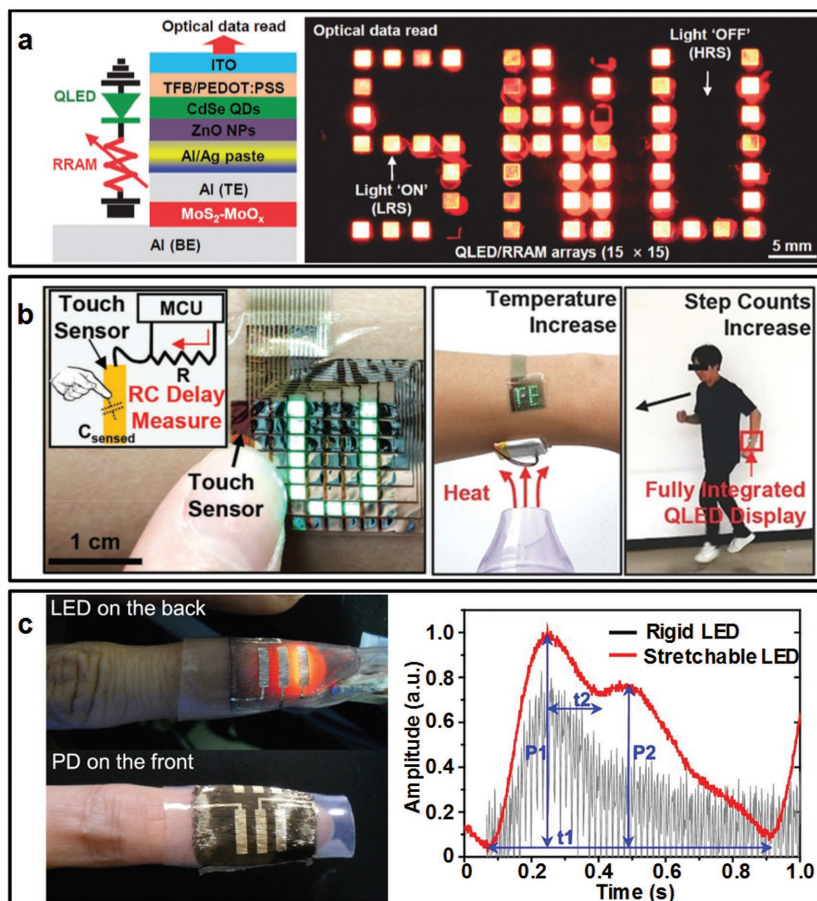 a
Optical data read
ITO
TFB/PEDOT:PSS
CdSe QDs
ZnO NPs
Al/Ag paste
Al (TE)
MoS₂-MoOₓ
Al (BE)
QLED
RRAM
Optical data read
Light 'OFF'
(HRS)
Light 'ON'
(LRS)
QLED/RRAM arrays (15 × 15)
5 mm
b
Touch
Sensor
MCU
R
RC Delay
Measure
C sensed
Touch
Sensor
1 cm
Temperature
Increase
FE
Heat
Step Counts
Increase
Fully Integrated
QLED Display
c
LED on the back
PD on the front
Amplitude (a.u.)
1.0
0.8
0.6
0.4
0.2
0
Rigid LED
Stretchable LED
P1
t2
P2
t1
0
0.2
0.4
0.6
0.8
1.0
Time (s)